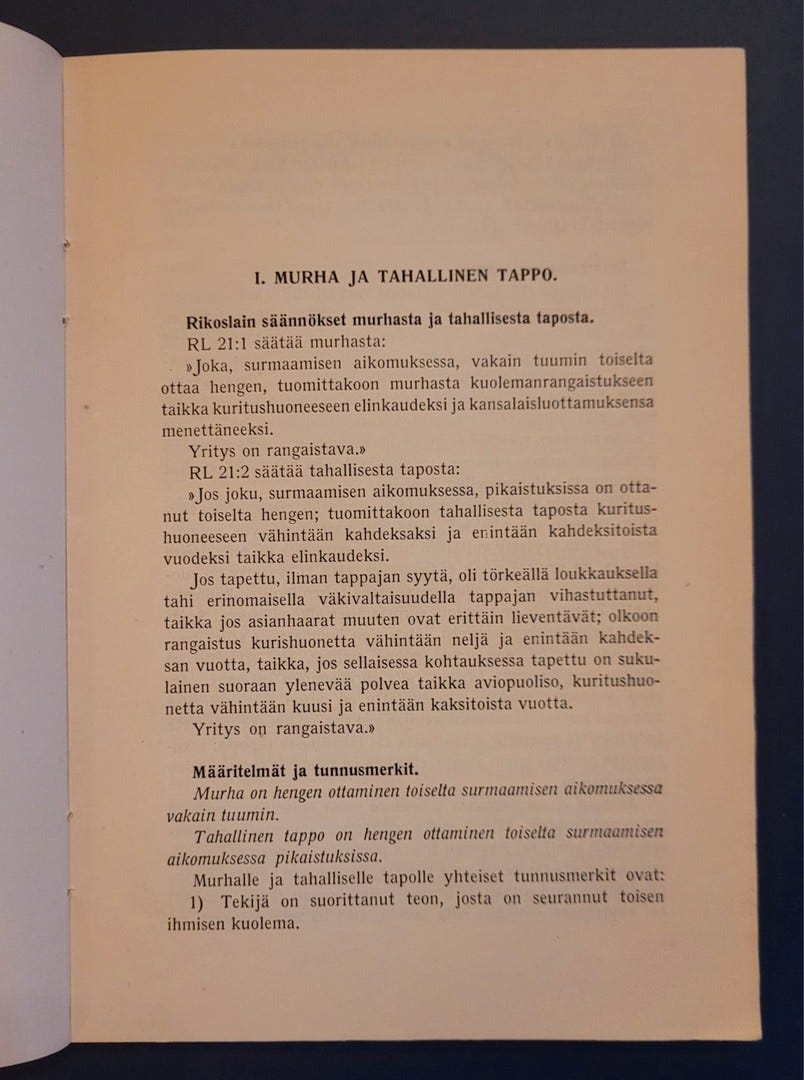 I. MURHA JA TAHALLINEN TAPPO.
Rikoslain säännökset murhasta ja tahallisesta taposta.
RL 21:1 säätää murhasta:
»Joka, surmaamisen aikomuksessa, vakain tuumin toiselta
ottaa hengen, tuomittakoon murhasta kuolemanrangaistukseen
taikka kuritushuoneeseen elinkaudeksi ja kansalaisluottamuksensa
menettäneeksi.
Yritys on rangaistava.»
RL 21:2 säätää tahallisesta taposta:
»Jos joku, surmaamisen aikomuksessa, pikaistuksissa on otta-
nut toiselta hengen; tuomittakoon tahallisesta taposta kuritus-
huoneeseen vähintään kahdeksaksi ja enintään kahdeksitoista
vuodeksi taikka elinkaudeksi.
Jos tapettu, ilman tappajan syytä, oli törkeällä loukkauksella
tahi erinomaisella väkivaltaisuudella tappajan vihastuttanut,
taikka jos asianhaarat muuten ovat erittäin lieventävät; olkoon
rangaistus kurishuonetta vähintään neljä ja enintään kahdek-
san vuotta, taikka, jos sellaisessa kohtauksessa tapettu on suku-
lainen suoraan ylenevää polvea taikka aviopuoliso, kuritushuo-
netta vähintään kuusi ja enintään kaksitoista vuotta.
Yritys on rangaistava.»
Määritelmät ja tunnusmerkit.
Murha on hengen ottaminen toiselta surmaamisen aikomuksessa
vakain tuumin.
Tahallinen tappo on hengen ottaminen toiselta surmaamisen
aikomuksessa pikaistuksissa.
Murhalle ja tahalliselle tapolle yhteiset tunnusmerkit ovat:
1) Tekijä on suorittanut teon, josta on seurannut toisen
ihmisen kuolema.